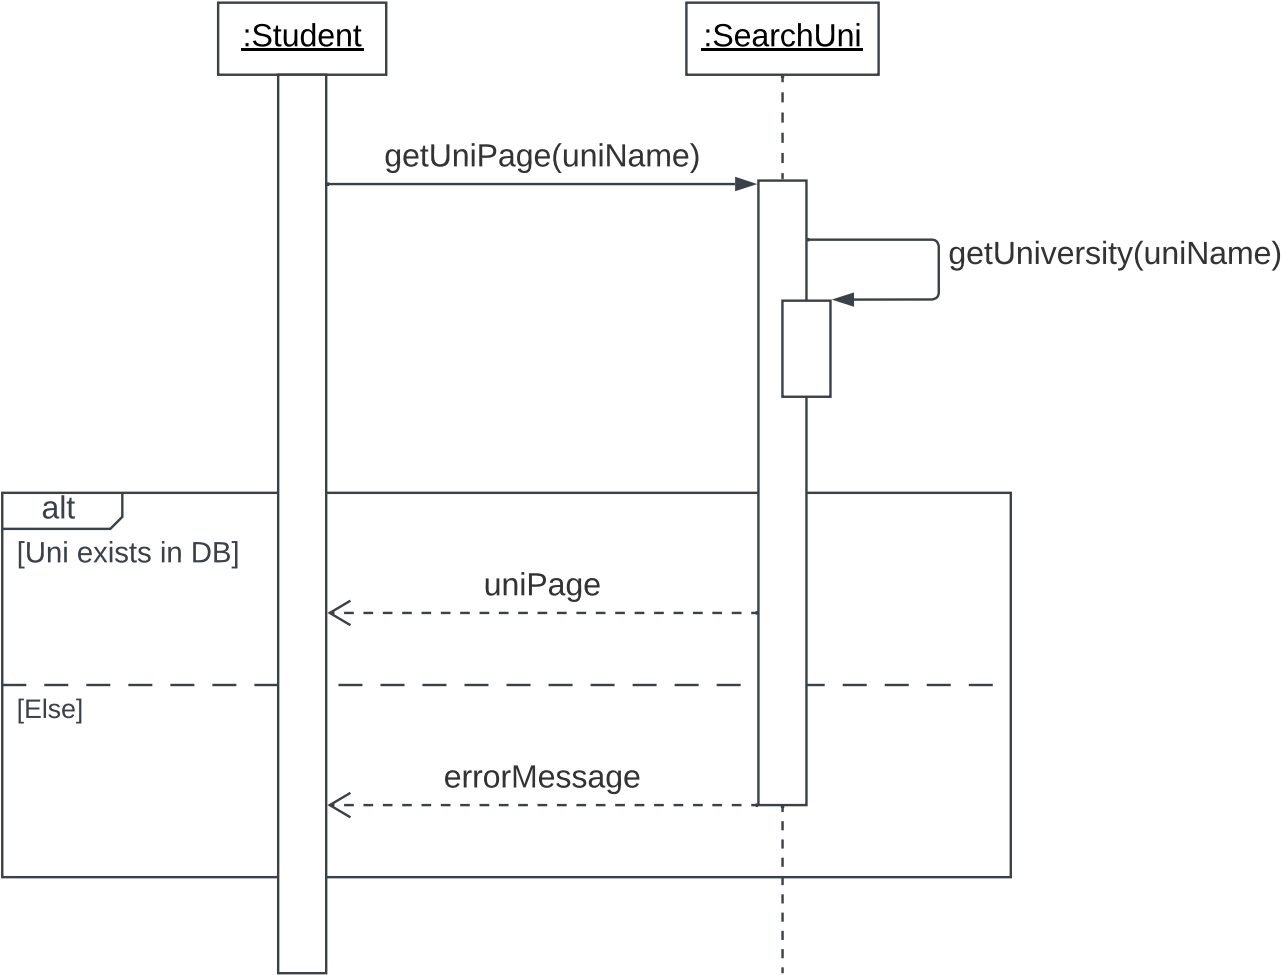 :Student
:SearchUni
getUniPage(uniName)
getUniversity(uniName)
alt
[Uni exists in DB]
uniPage
[Else]
errorMessage